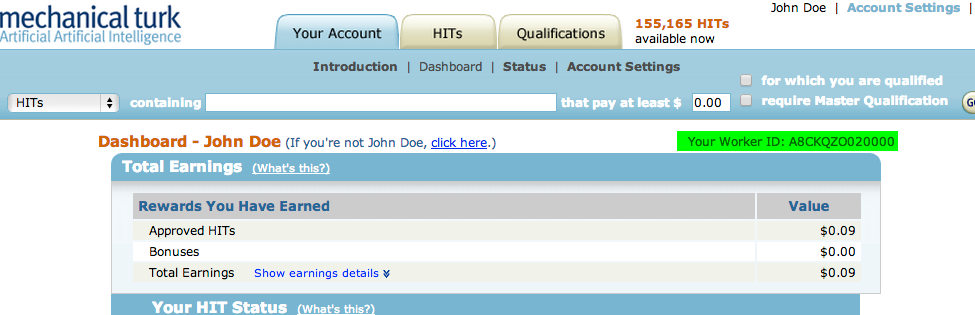 mechanical turk
Artificial Artificial Intelligence
Your Account
HITs
Qualifications
155,165 HITs
available now
John Doe | Account Settings |
Introduction | Dashboard | Status | Account Settings
HITs containing that pay at least $ 0.00
for which you are qualified
require Master Qualification
Dashboard - John Doe (If you're not John Doe, click here.)
Your Worker ID: A8CKQZO020000
Total Earnings (What's this?)
Rewards You Have Earned Value
Approved HITs $0.09
Bonuses $0.00
Total Earnings Show earnings details $0.09
Your HIT Status (What's this?)